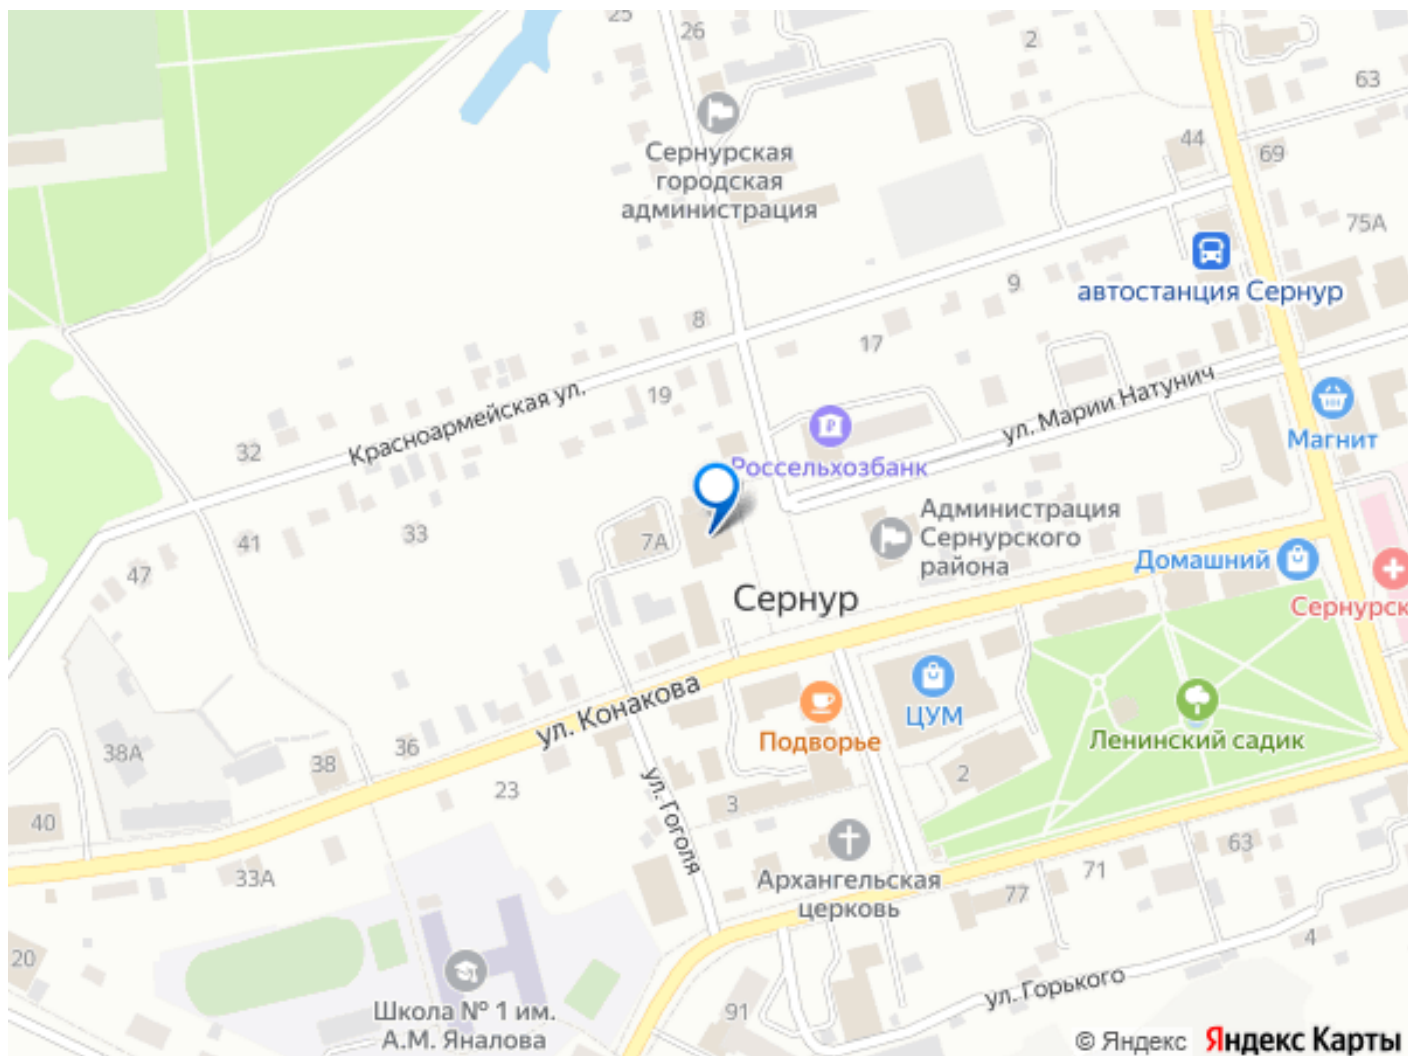 25
26
2
63
Сернурская
городская
администрация
44
69
75А
автостанция Сернур
9
8
17
19
Красноармейская ул.
ул. Марии Натунич
Магнит
32
Россельхозбанк
41
33
7А
Администрация
Сернурского
района
Домашний
47
Сернурск
Сернур
ул. Конакова
ЦУМ
Подворье
Ленинский садик
38А
36
38
2
23
3
ул. Гоголя
40
33А
63
71
77
Архангельская
церковь
4
20
ул. Горького
Школа № 1 им.
А.М. Яналова
91
© Яндекс Яндекс Карты